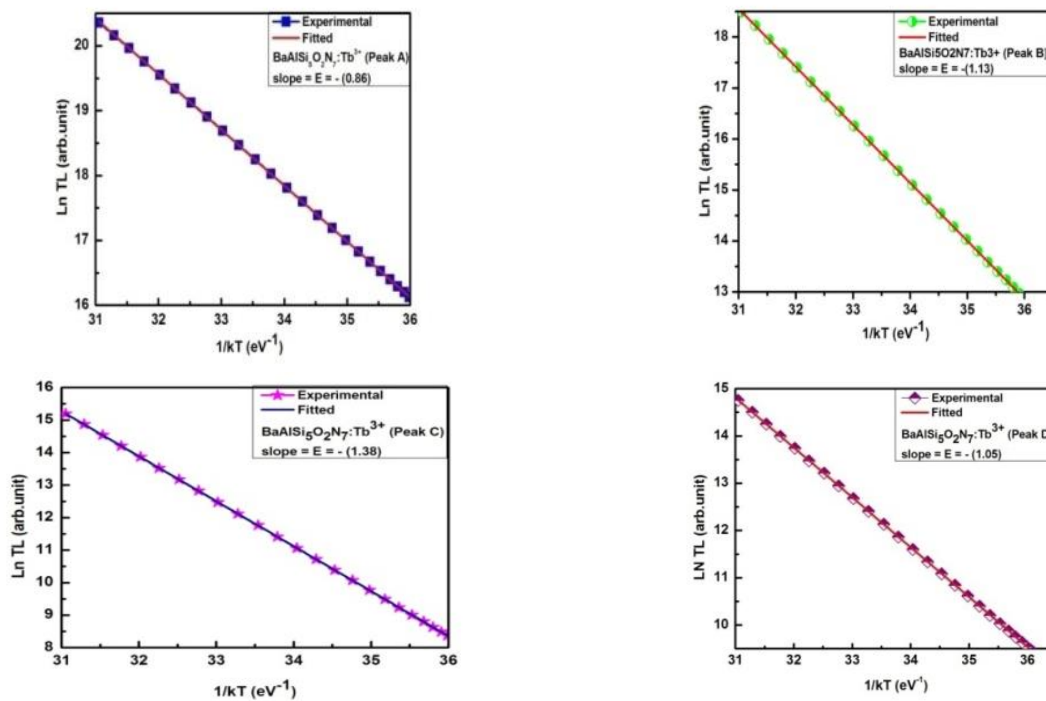 Experimental
Fitted
BaAlSi5O2N7:Tb3+ (Peak A)
slope = E = - (0.86)
20
19
18
17
16
Ln TL (arb.unit)
31 32 33 34 35 36
1/kT (eV-1)
Experimental
Fitted
BaAlSi5O2N7:Tb3+ (Peak B)
slope = E = -(1.13)
18
17
16
15
14
13
Ln TL (arb.unit)
31 32 33 34 35 36
1/kT (eV-1)
Experimental
Fitted
BaAlSi5O2N7:Tb3+ (Peak C)
slope = E = - (1.38)
16
15
14
13
12
11
10
9
8
Ln TL (arb.unit)
31 32 33 34 35 36
1/kT (eV-1)
Experimental
Fitted
BaAlSi5O2N7:Tb3+ (Peak D
slope = E = - (1.05)
15
14
13
12
11
10
LN TL (arb.unit)
31 32 33 34 35 36
1/kT (eV-1)